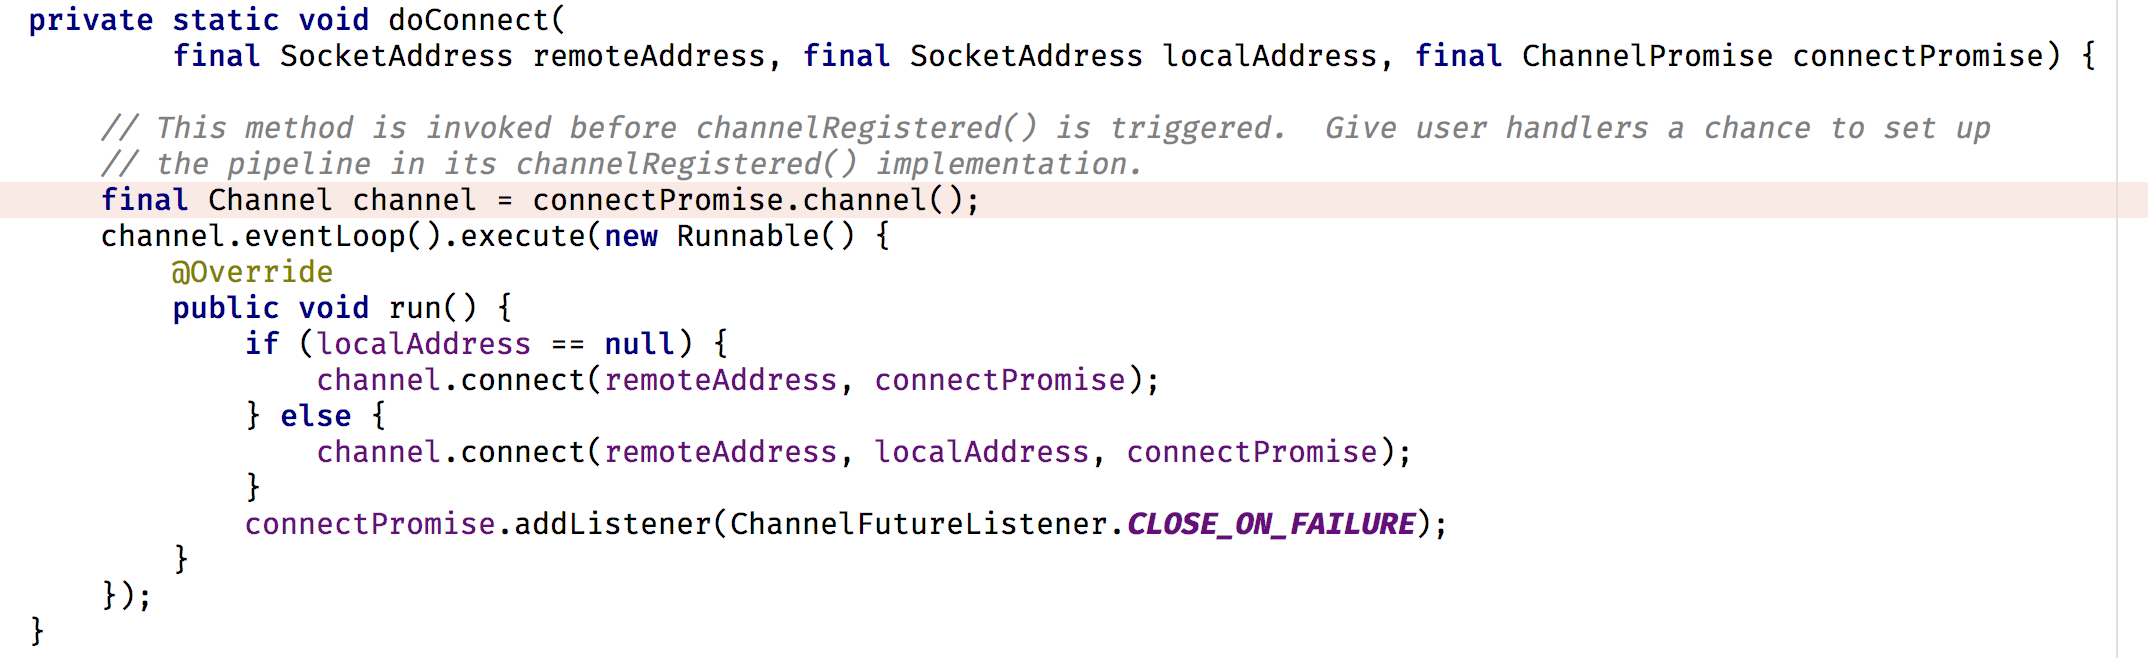 private static void doConnect(
        final SocketAddress remoteAddress, final SocketAddress localAddress, final ChannelPromise connectPromise) {

    // This method is invoked before channelRegistered() is triggered.  Give user handlers a chance to set up
    // the pipeline in its channelRegistered() implementation.
    final Channel channel = connectPromise.channel();
    channel.eventLoop().execute(new Runnable() {
        @Override
        public void run() {
            if (localAddress == null) {
                channel.connect(remoteAddress, connectPromise);
            } else {
                channel.connect(remoteAddress, localAddress, connectPromise);
            }
            connectPromise.addListener(ChannelFutureListener.CLOSE_ON_FAILURE);
        }
    });
}